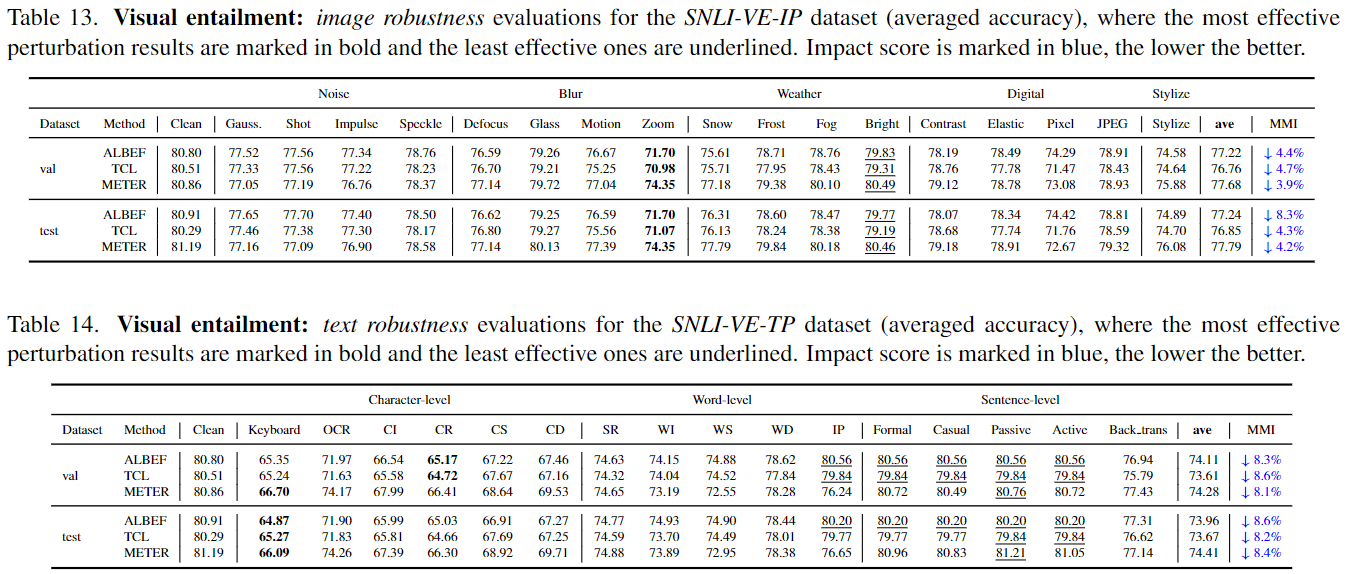 Table 13. Visual entailment: image robustness evaluations for the SNLI-VE-IP dataset (averaged accuracy), where the most effective
perturbation results are marked in bold and the least effective ones are underlined. Impact score is marked in blue, the lower the better.
Noise Blur Weather Digital Stylize
Dataset Method Clean Gauss. Shot Impulse Speckle Defocus Glass Motion Zoom Snow Frost Fog Bright Contrast Elastic Pixel JPEG Stylize ave MMI
ALBEF 80.80 77.52 77.56 77.34 78.76 76.59 79.26 76.67 71.70 75.61 78.71 78.76 79.83 78.19 78.49 74.29 78.91 74.58 77.22 ↓ 4.4%
val TCL 80.51 77.33 77.56 77.22 78.23 76.70 79.21 75.25 70.98 75.71 77.95 78.43 79.31 78.76 77.78 71.47 78.43 74.64 76.76 ↓ 4.7%
METER 80.86 77.05 77.19 76.76 78.37 77.14 79.72 77.04 74.35 77.18 79.38 80.10 80.49 79.12 78.78 73.08 78.93 75.88 77.68 ↓ 3.9%
ALBEF 80.91 77.65 77.70 77.40 78.50 76.62 79.25 76.59 71.70 76.31 78.60 78.47 79.77 78.07 78.34 74.42 78.81 74.89 77.24 ↓ 8.3%
test TCL 80.29 77.46 77.38 77.30 78.17 76.80 79.27 75.56 71.07 76.13 78.24 78.38 79.19 78.68 77.74 71.76 78.59 74.70 76.85 ↓ 4.3%
METER 81.19 77.16 77.09 76.90 78.58 77.14 80.13 77.39 74.35 77.79 79.84 80.18 80.46 79.18 78.91 72.67 79.32 76.08 77.79 ↓ 4.2%
Table 14. Visual entailment: text robustness evaluations for the SNLI-VE-TP dataset (averaged accuracy), where the most effective
perturbation results are marked in bold and the least effective ones are underlined. Impact score is marked in blue, the lower the better.
Character-level Word-level Sentence-level
Dataset Method Clean Keyboard OCR CI CR CS CD SR WI WS WD IP Formal Casual Passive Active Back_trans ave MMI
ALBEF 80.80 65.35 71.97 66.54 65.17 67.22 67.46 74.63 74.15 74.88 78.62 80.56 80.56 80.56 80.56 80.56 76.94 74.11 ↓ 8.3%
val TCL 80.51 65.24 71.63 65.58 64.72 67.67 67.16 74.32 74.04 74.52 77.84 79.84 79.84 79.84 79.84 79.84 75.79 73.61 ↓ 8.6%
METER 80.86 66.70 74.17 67.99 66.41 68.64 69.53 74.65 73.19 72.55 78.28 76.24 80.72 80.49 80.76 80.72 77.43 74.28 ↓ 8.1%
ALBEF 80.91 64.87 71.90 65.99 65.03 66.91 67.27 74.77 74.93 74.90 78.44 80.20 80.20 80.20 80.20 80.20 77.31 73.96 ↓ 8.6%
test TCL 80.29 65.27 71.83 65.81 64.66 67.69 67.25 74.59 73.70 74.49 78.01 79.77 79.77 79.77 79.84 79.84 76.62 73.67 ↓ 8.2%
METER 81.19 66.09 74.26 67.39 66.30 68.92 69.71 74.88 73.89 72.95 78.38 76.65 80.96 80.83 81.21 81.05 77.14 74.41 ↓ 8.4%